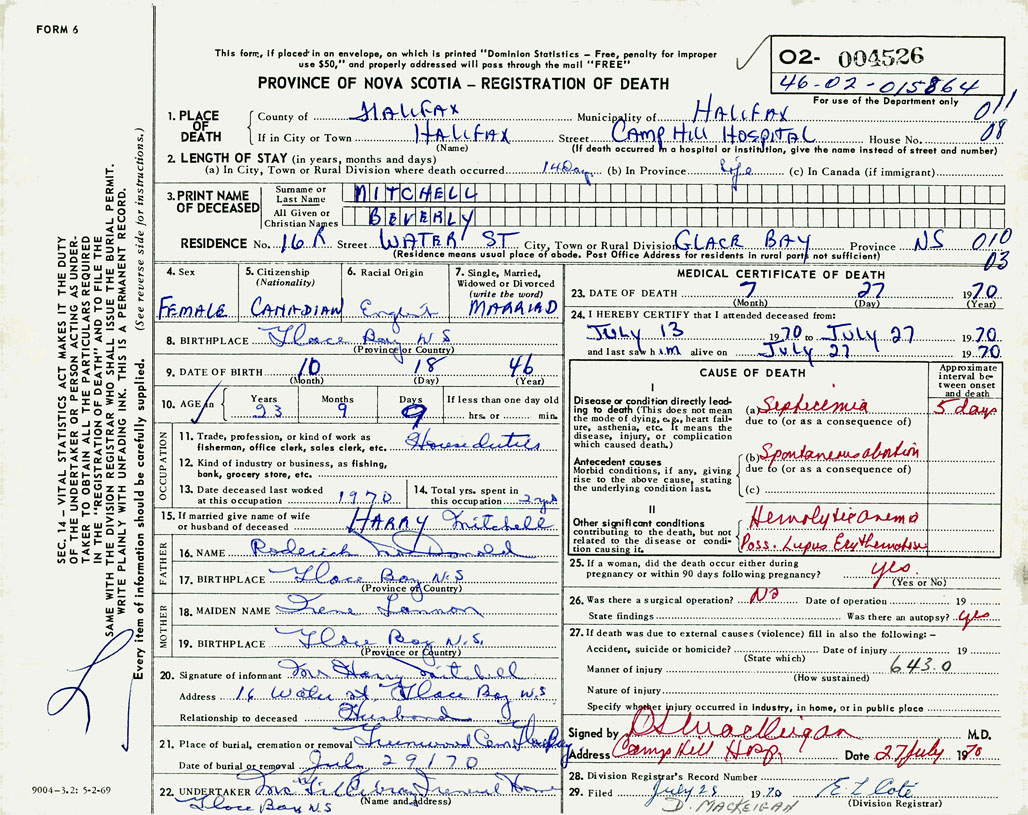 FORM 6
This form, if placed in an envelope, on which is printed "Dominion Statistics – Free, penalty for improper
use $50," and properly addressed will pass through the mail "FREE"
PROVINCE OF NOVA SCOTIA – REGISTRATION OF DEATH
O2- 004526
46-02-015864
For use of the Department only
1. PLACE OF DEATH
County of HALIFAX Municipality of HALIFAX 011
If in City or Town HALIFAX Street CAMP HILL HOSPITAL House No. 08
(Name) (If death occurred in a hospital or institution, give the name instead of street and number)
2. LENGTH OF STAY (in years, months and days)
(a) In City, Town or Rural Division where death occurred 14 Days (b) In Province Life (c) In Canada (if immigrant)
3. PRINT NAME OF DECEASED
Surname or Last Name MITCHELL
All Given or Christian Names BEVERLY
RESIDENCE No. 16 R Street WATER ST City, Town or Rural Division GLACE BAY Province NS 010
(Residence means usual place of abode. Post Office Address for residents in rural parts not sufficient) 03
4. Sex
FEMALE
5. Citizenship
(Nationality)
CANADIAN
6. Racial Origin
English
7. Single, Married,
Widowed or Divorced
(write the word)
MARRIED
8. BIRTHPLACE Glace Bay N.S
(Province or Country)
9. DATE OF BIRTH 10 18 46
(Month) (Day) (Year)
10. AGE in Years Months Days If less than one day old
23 9 9 hrs. or min.
OCCUPATION
11. Trade, profession, or kind of work as
fisherman, office clerk, sales clerk, etc. House duties
12. Kind of industry or business, as fishing,
bank, grocery store, etc.
13. Date deceased last worked
at this occupation 1970
14. Total yrs. spent in
this occupation 2 yrs
15. If married give name of wife
or husband of deceased HARRY Mitchell
FATHER
16. NAME Roderick McDonald
17. BIRTHPLACE Glace Bay N.S
(Province or Country)
MOTHER
18. MAIDEN NAME Irene Lannon
19. BIRTHPLACE Glace Bay N.S.
(Province or Country)
20. Signature of informant Mr Harry Mitchell
Address 16 Water st Glace Bay N.S
Relationship to deceased Husband
21. Place of burial, cremation or removal Greenwood Cem Glace Bay
Date of burial or removal July 29 1970
22. UNDERTAKER
(Name and Address) Funeral Home
Glace Bay N S
MEDICAL CERTIFICATE OF DEATH
23. DATE OF DEATH 7 27 1970
(Month) (Day) (Year)
24. I HEREBY CERTIFY that I attended deceased from:
JULY 13 1970 to JULY 27 1970
and last saw him alive on JULY 27 1970
CAUSE OF DEATH
Approximate
interval be-
tween onset
and death
I
Disease or condition directly lead-
ing to death (This does not mean
the mode of dying, e.g., heart fail-
ure, asthenia, etc. It means the
disease, injury, or complication
which caused death.)
(a) Septicemia 5 days
due to (or as a consequence of)
Antecedent causes
Morbid conditions, if any, giving
rise to the above cause, stating
the underlying condition last.
(b) Spontaneous abortion
due to (or as a consequence of)
(c)
II
Other significant conditions
contributing to the death, but not
related to the disease or condi-
tion causing it.
Hemolytic anemia
Poss. Lupus Erythematosus
25. If a woman, did the death occur either during
pregnancy or within 90 days following pregnancy? yes.
(Yes or No)
26. Was there a surgical operation? No Date of operation 19
State findings Was there an autopsy? yes
27. If death was due to external causes (violence) fill in also the following: –
Accident, suicide or homicide? Date of injury 19
(State which)
Manner of injury 643.0
(How sustained)
Nature of injury
Specify whether injury occurred in industry, in home, or in public place
Signed by D S MacKeigan M.D.
Address Camp Hill Hosp. Date 27 July 1970
28. Division Registrar's Record Number
29. Filed July 28 1970 E L Cote
D. MACKEIGAN (Division Registrar)
SEC. 14 – VITAL STATISTICS ACT MAKES IT THE DUTY
OF THE UNDERTAKER OR PERSON ACTING AS UNDER-
TAKER TO OBTAIN ALL THE PARTICULARS REQUIRED
IN THE "REGISTRATION OF DEATH" AND TO FILE THE
SAME WITH THE DIVISION REGISTRAR WHO SHALL ISSUE THE BURIAL PERMIT.
WRITE PLAINLY WITH UNFADING INK. THIS IS A PERMANENT RECORD.
Every item of information should be carefully supplied. (See reverse side for instructions.)
9004-3.2: 5-2-69